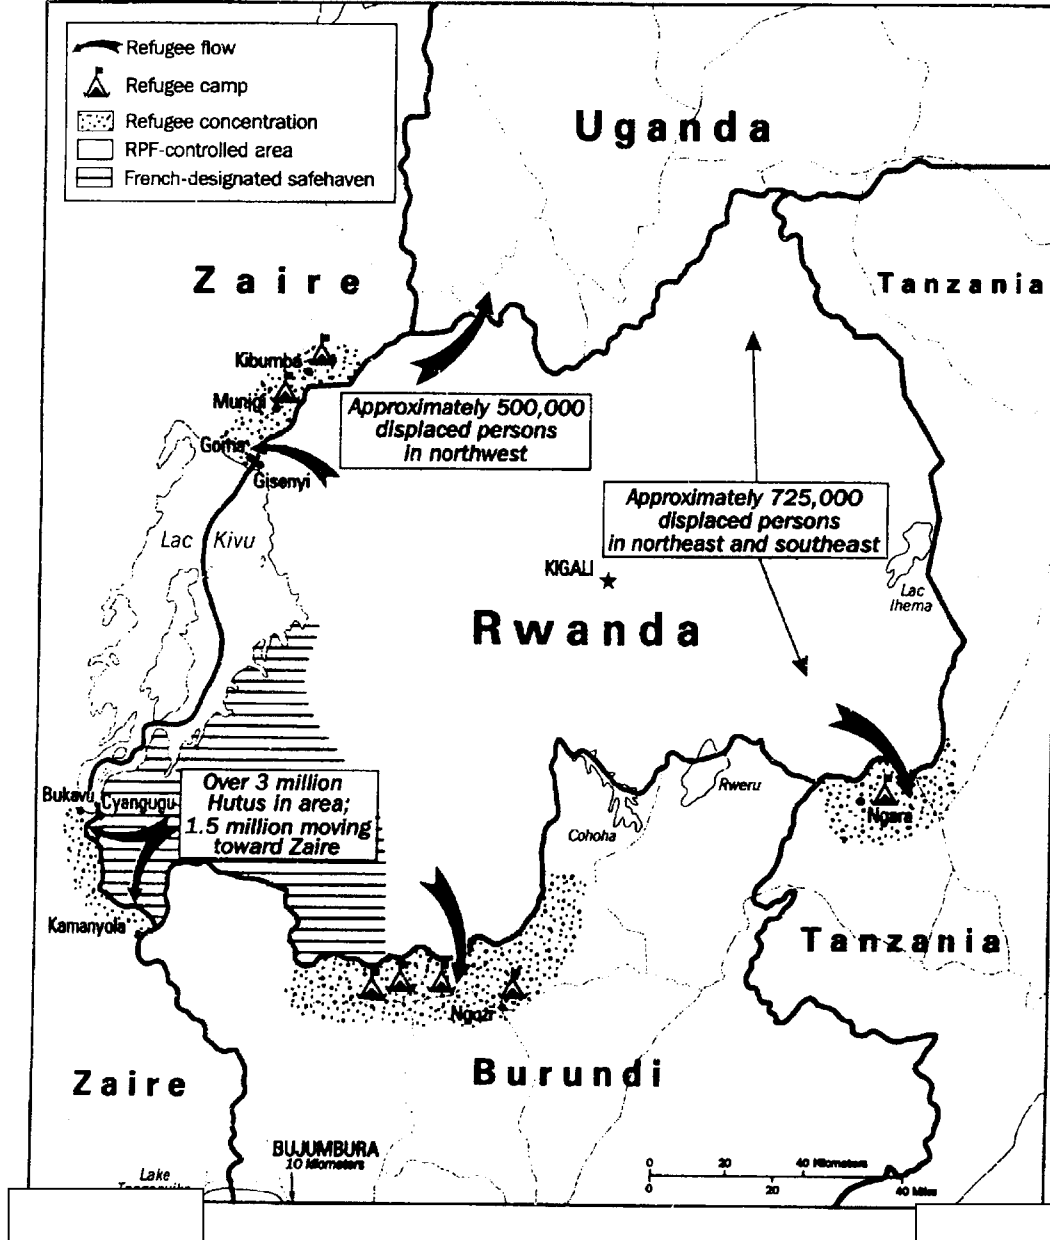 Refugee flow
Refugee camp
Refugee concentration
RPF-controlled area
French-designated safehaven
Uganda
Zaire
Tanzania
Kibumba
Munigi
Goma
Gisenyi
Approximately 500,000
displaced persons
in northwest
Approximately 725,000
displaced persons
in northeast and southeast
Lac Kivu
KIGALI
Lac
Ihema
Rwanda
Bukavu
Cyangugu
Over 3 million
Hutus in area;
1.5 million moving
toward Zaire
Rweru
Cohoha
Ngara
Kamanyola
Tanzania
Ngozi
Zaire
Burundi
BUJUMBURA
10 kilometers
0 20 40 Kilometers
0 20 40 Miles
Lake